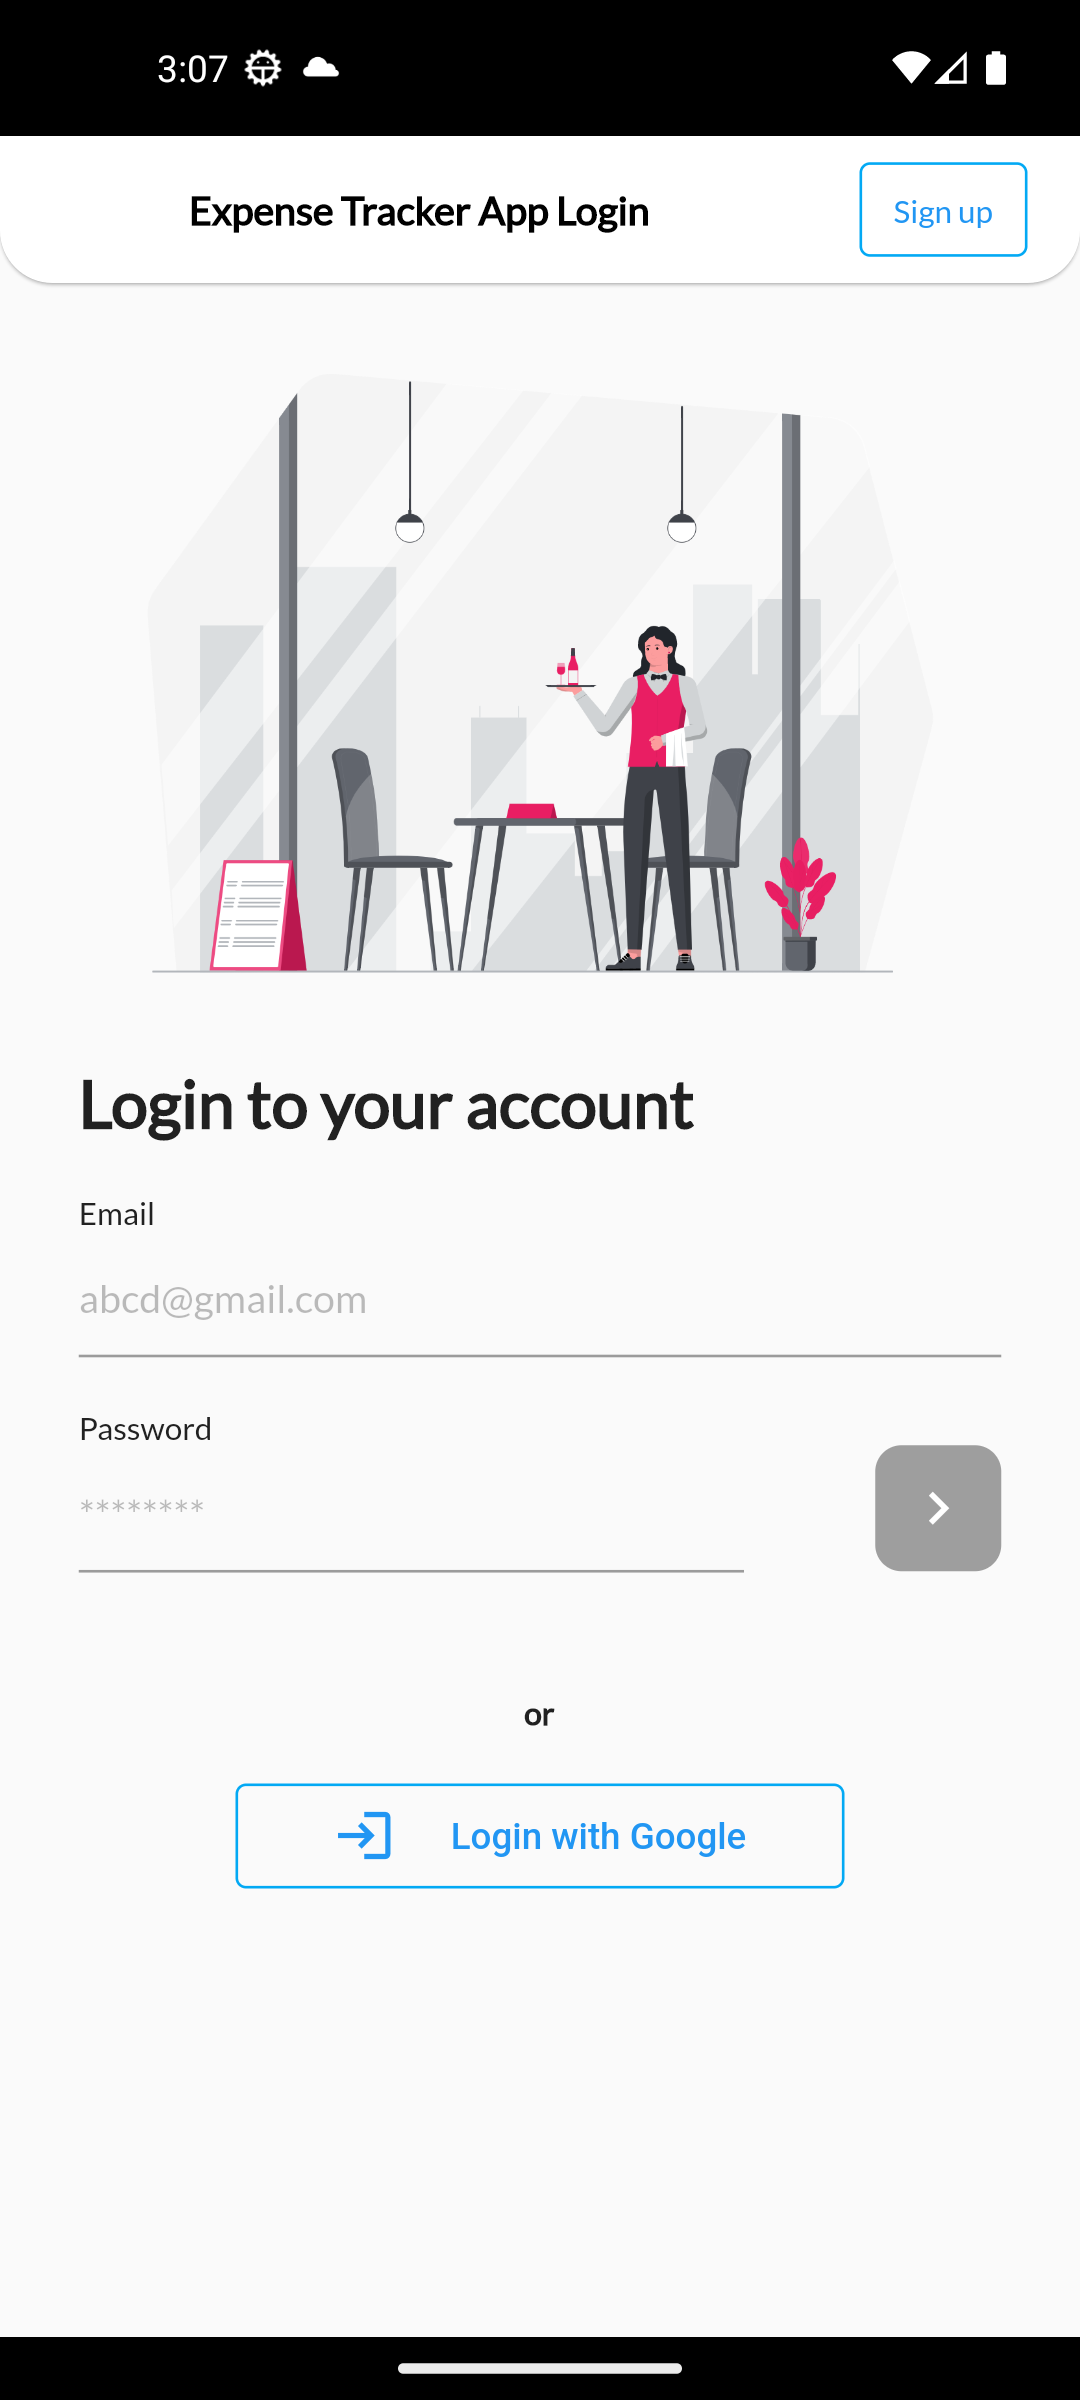 3:07
Expense Tracker App Login
Sign up
Login to your account
Email
abcd@gmail.com
Password
********
or
Login with Google